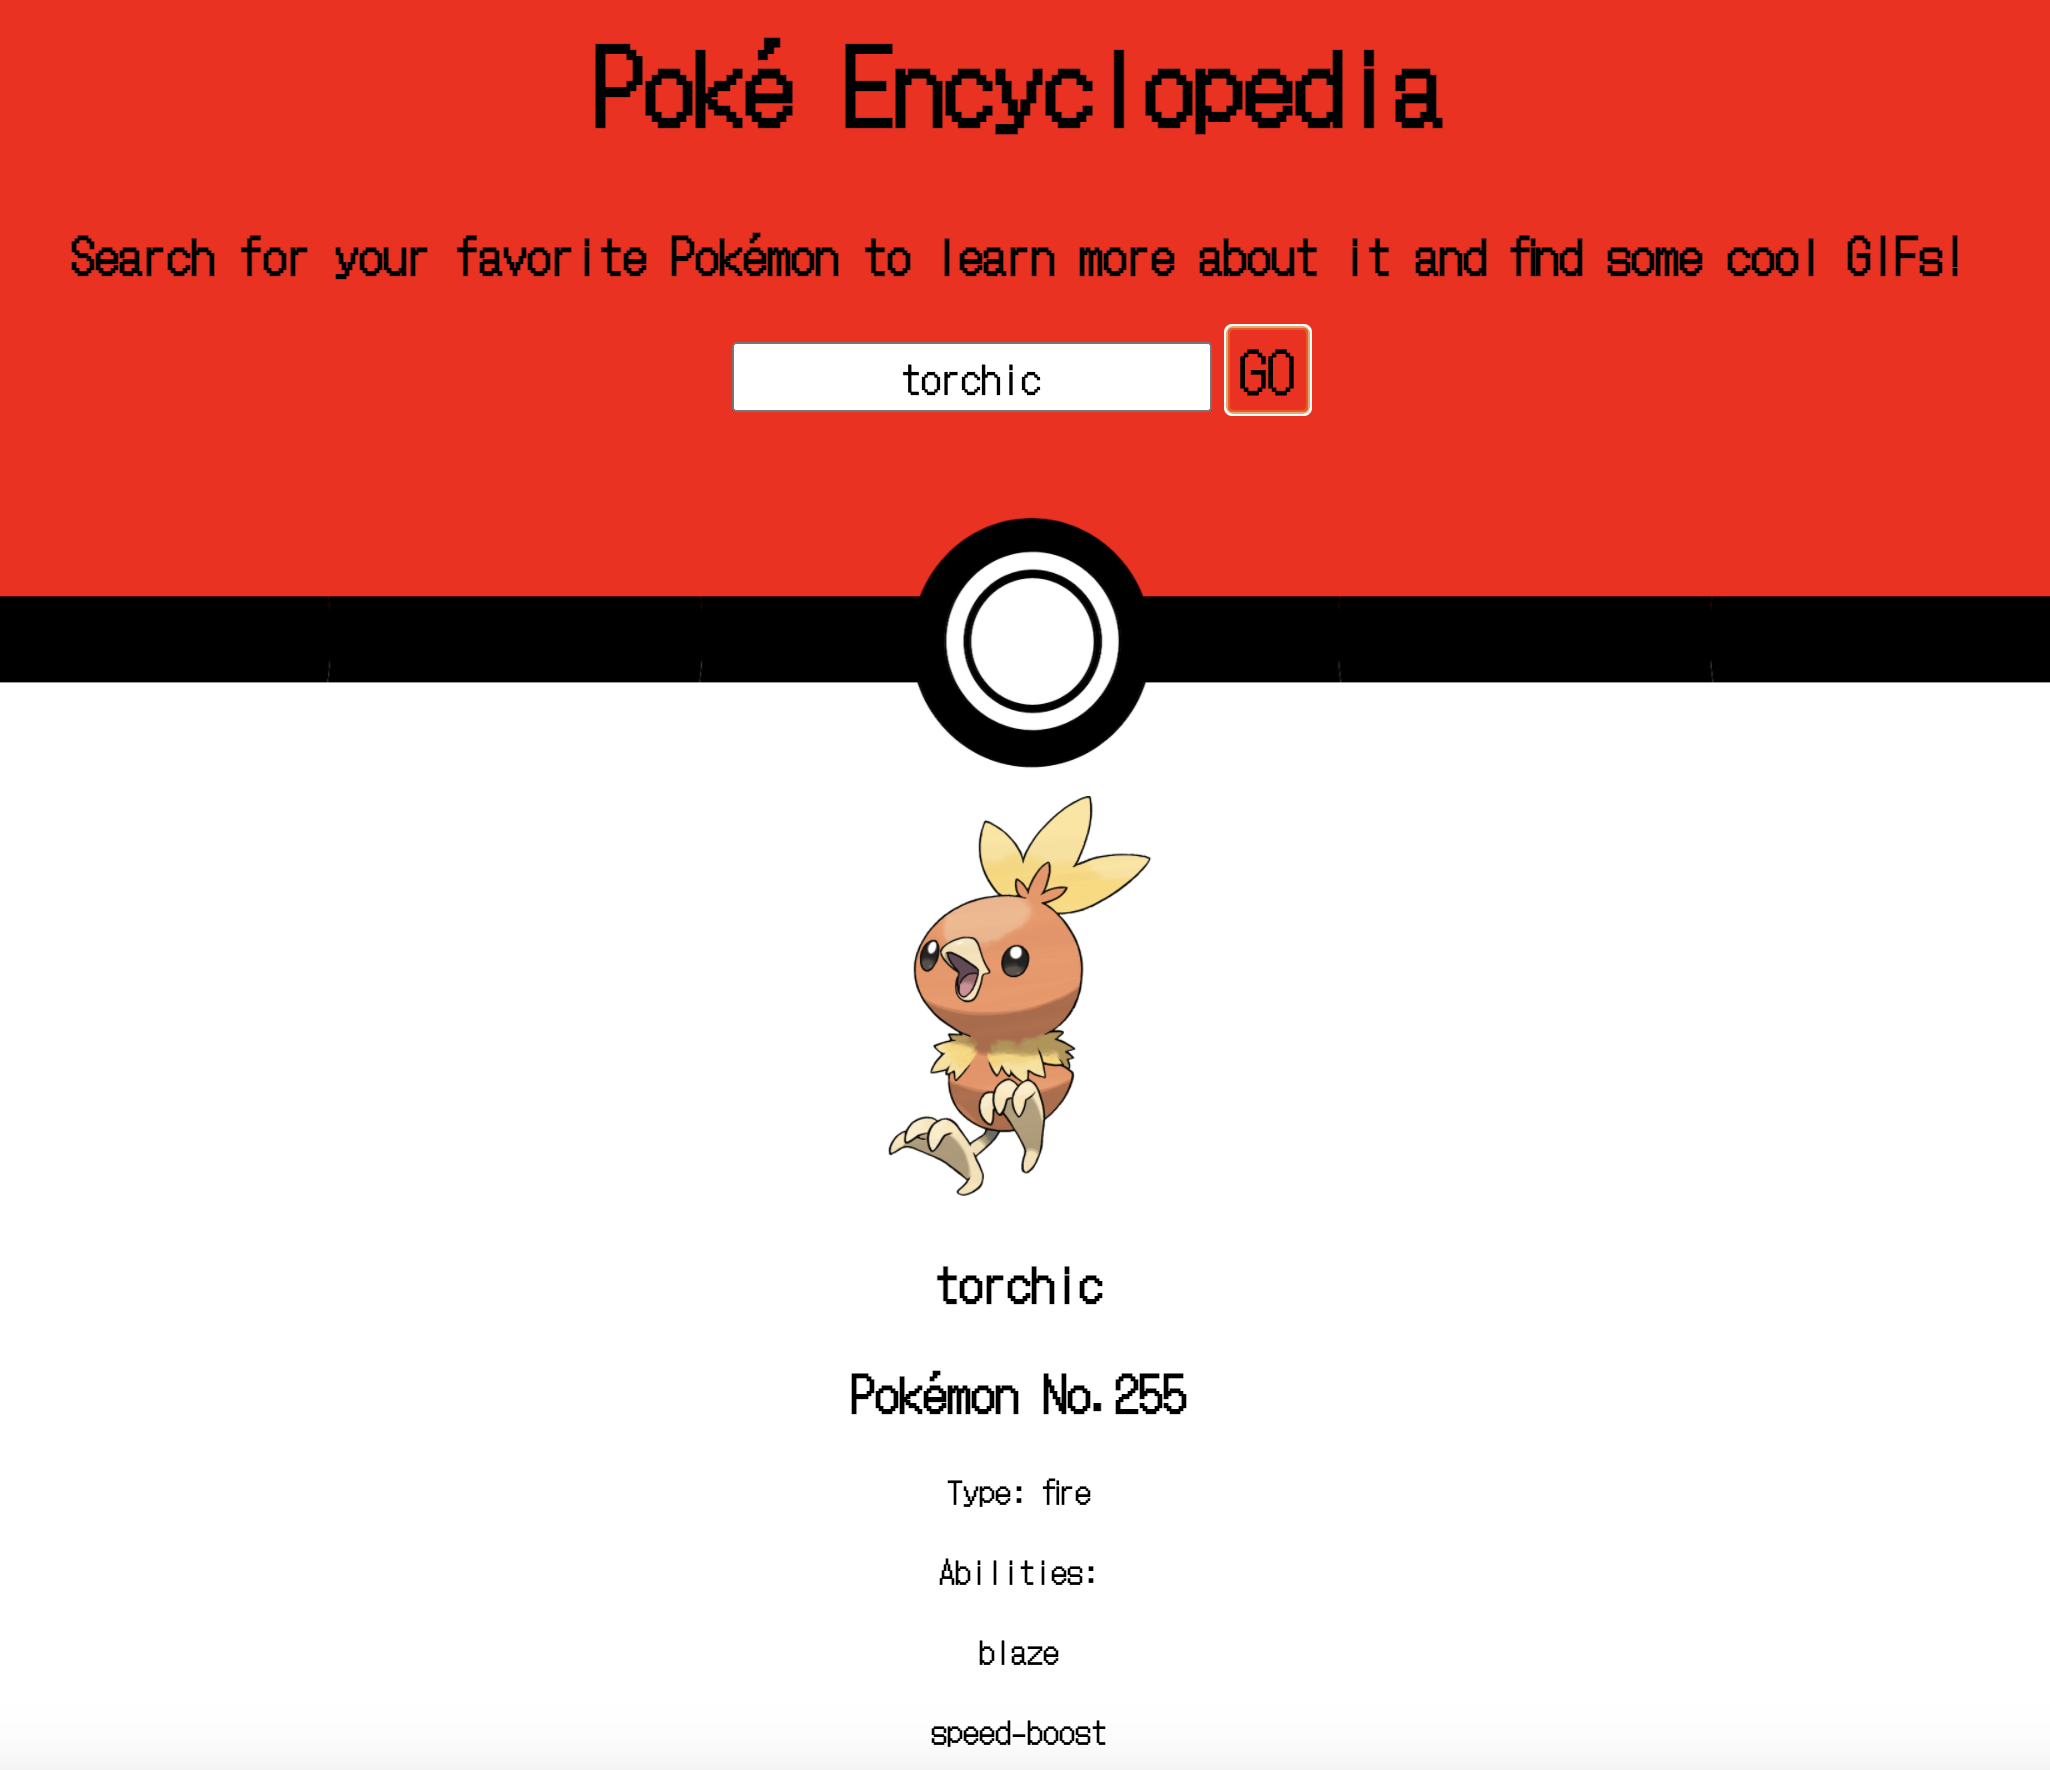 Poké Encyclopedia
Search for your favorite Pokémon to learn more about it and find some cool GIFs!
torchic GO
torchic
Pokémon No.255
Type: fire
Abilities:
blaze
speed-boost